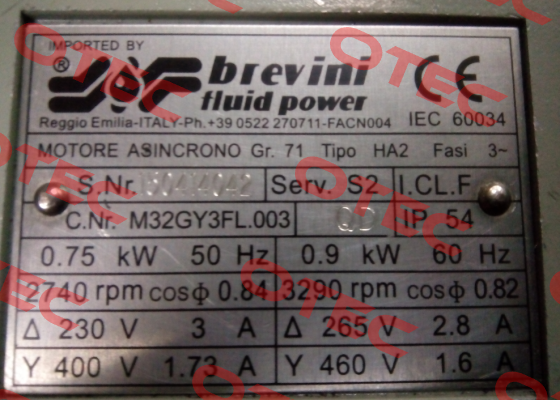 IMPORTED BY
® brevini CE
fluid power
Reggio Emilia-ITALY-Ph.+39 0522 270711-FACN004 IEC 60034
MOTORE ASINCRONO Gr. 71 Tipo HA2 Fasi 3~
S.Nr. Serv. S2 I.CL.F
C.Nr. M32GY3FL.003 QD IP 54
0.75 kW 50 Hz 0.9 kW 60 Hz
2740 rpm cosϕ 0.84 3290 rpm cosϕ 0.82
Δ 230 V 3 A Δ 265 V 2.8 A
Y 400 V 1.73 A Y 460 V 1.6 A
OTEC